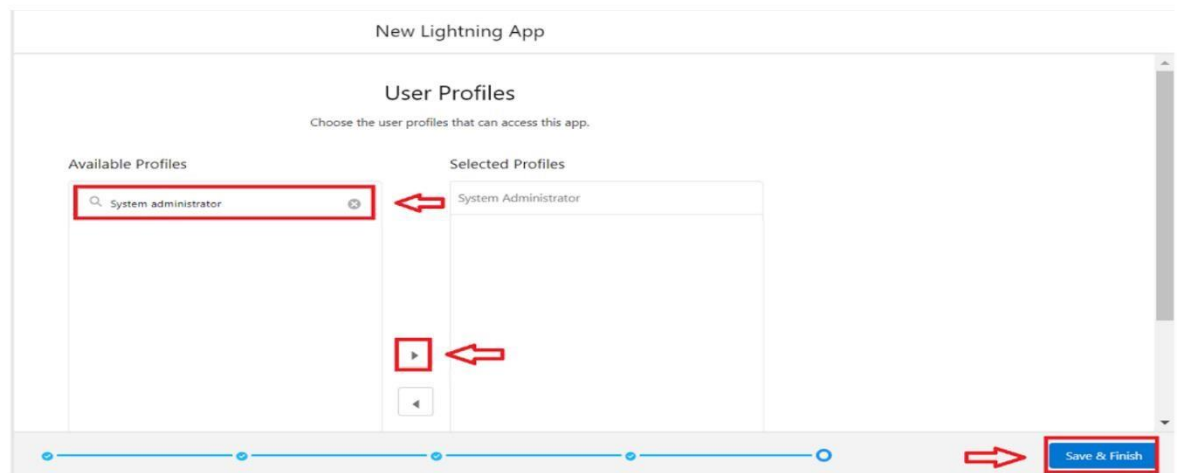 New Lightning App
User Profiles
Choose the user profiles that can access this app.
Available Profiles
Selected Profiles
System administrator
System Administrator
Save & Finish